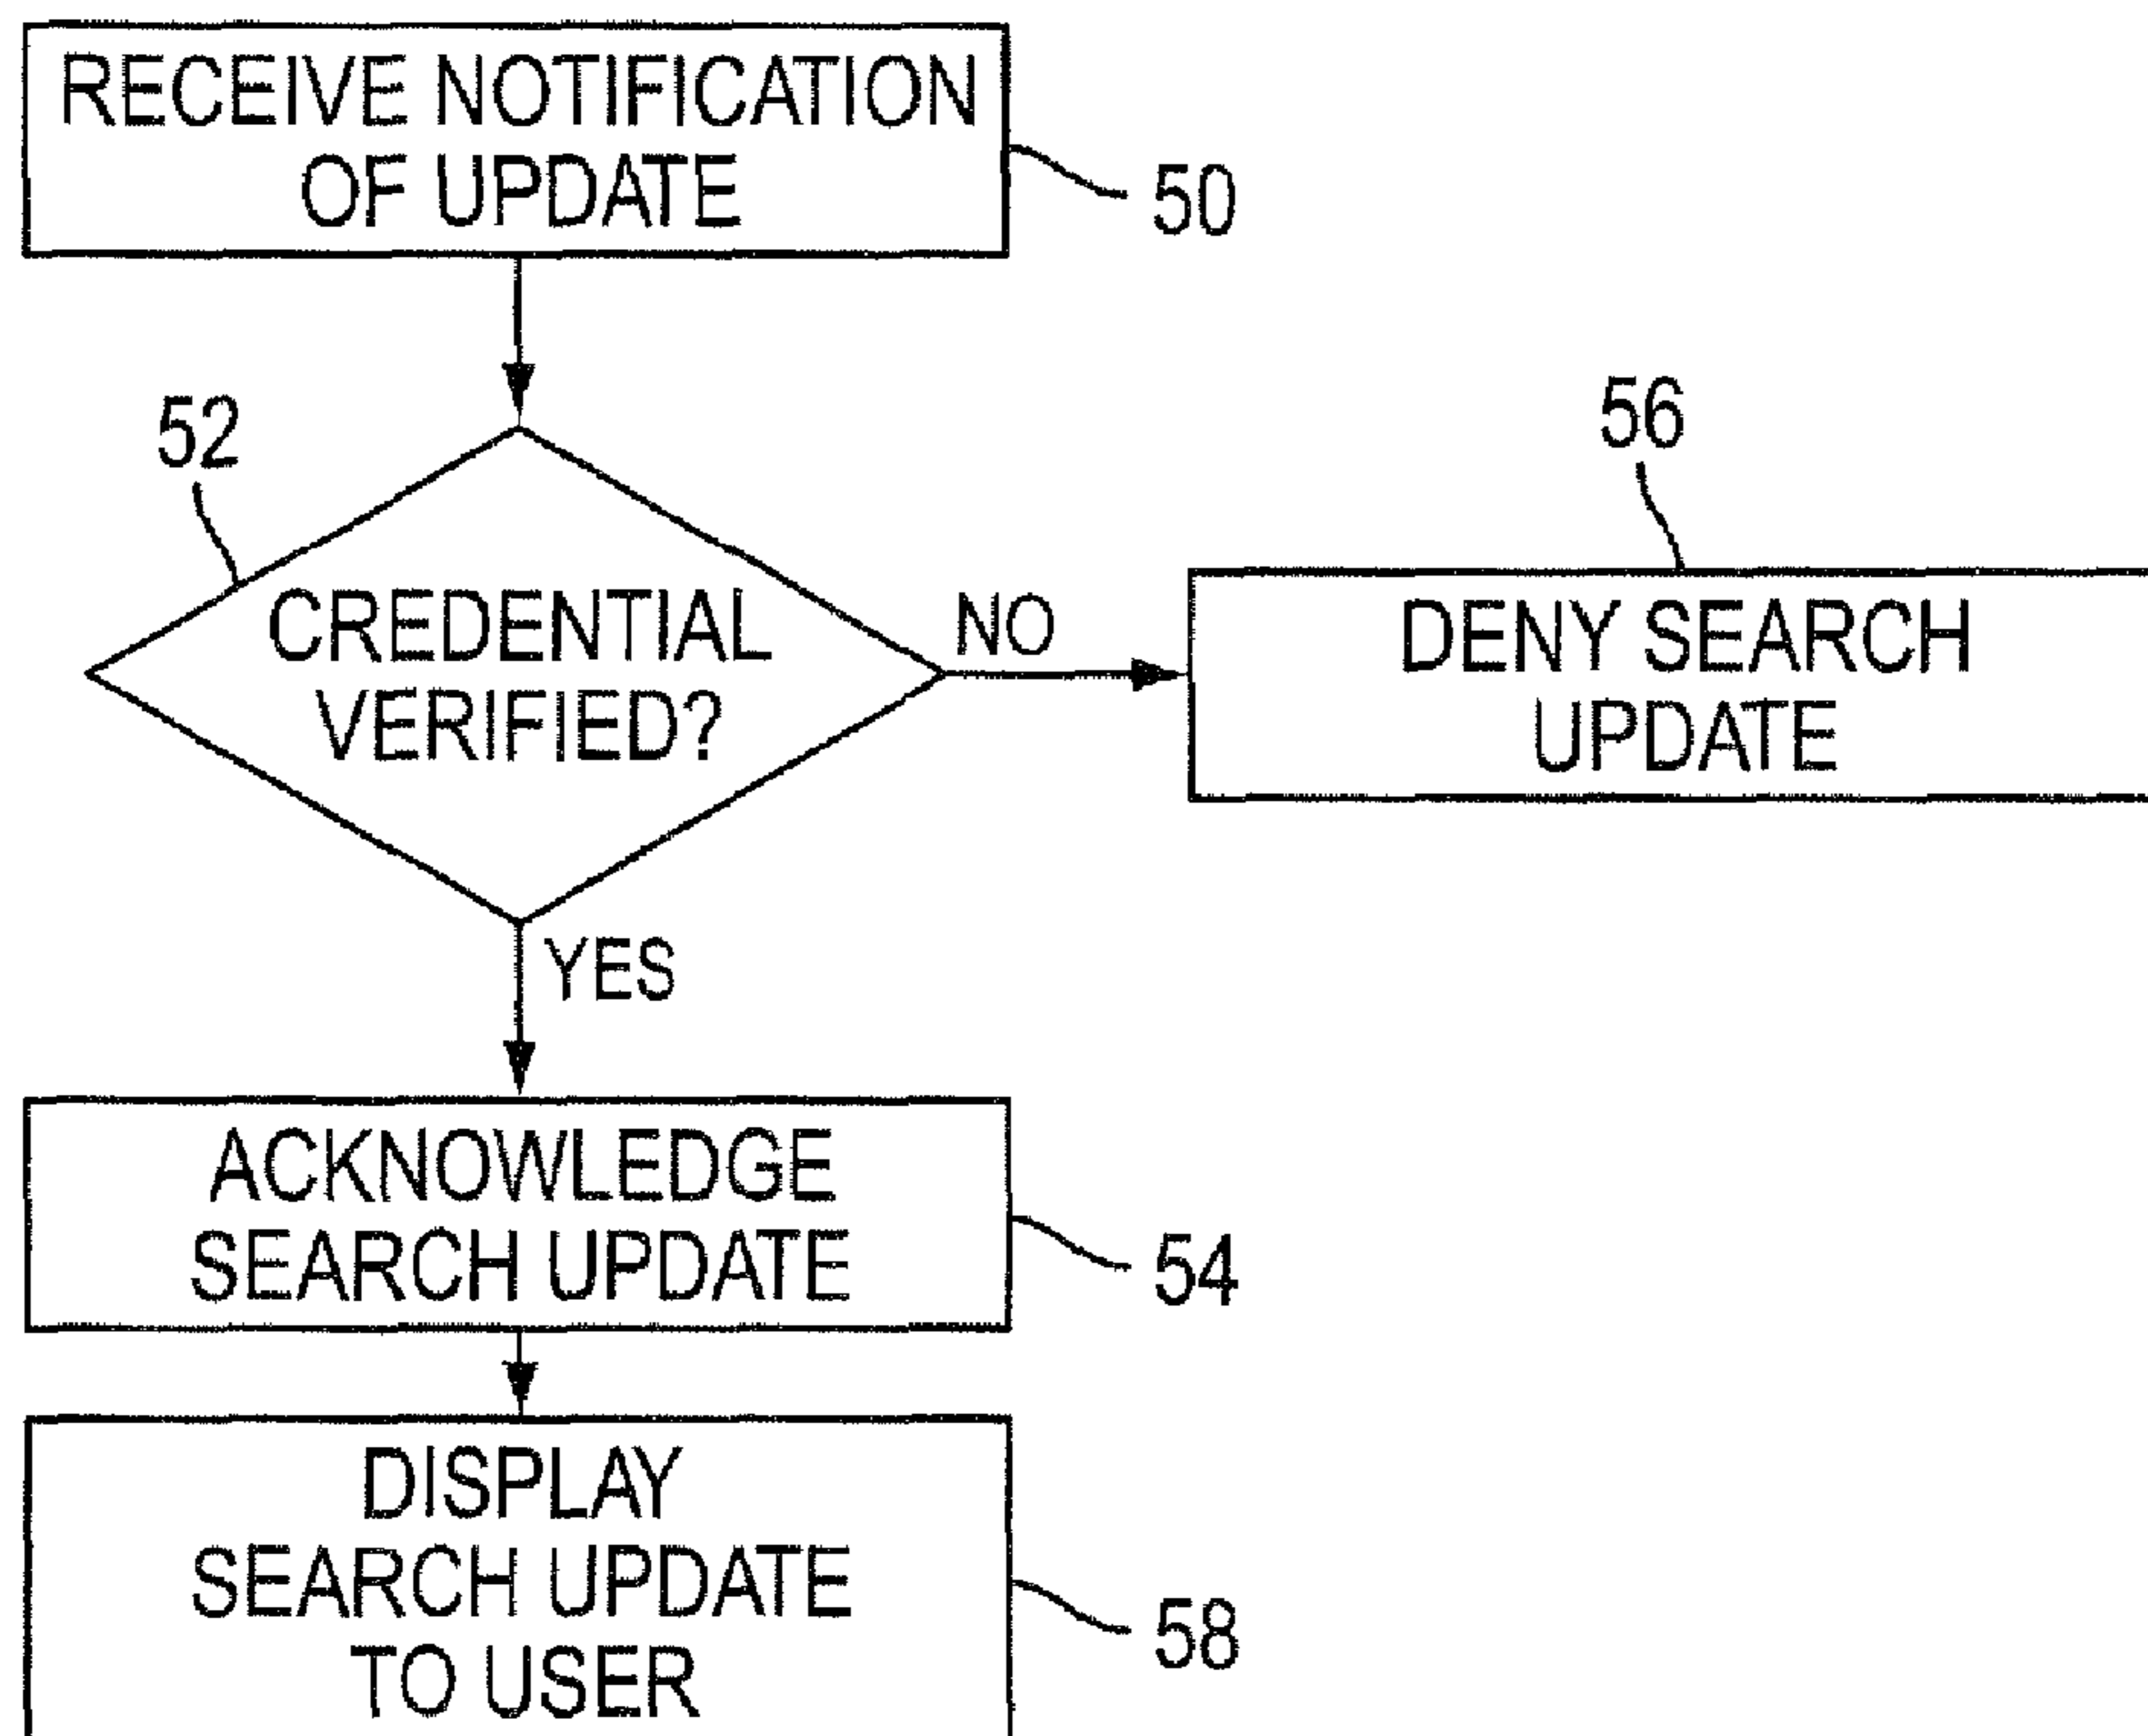 RECEIVE NOTIFICATION
OF UPDATE
50
52
CREDENTIAL
VERIFIED?
NO
56
DENY SEARCH
UPDATE
YES
ACKNOWLEDGE
SEARCH UPDATE
54
DISPLAY
SEARCH UPDATE
TO USER
58